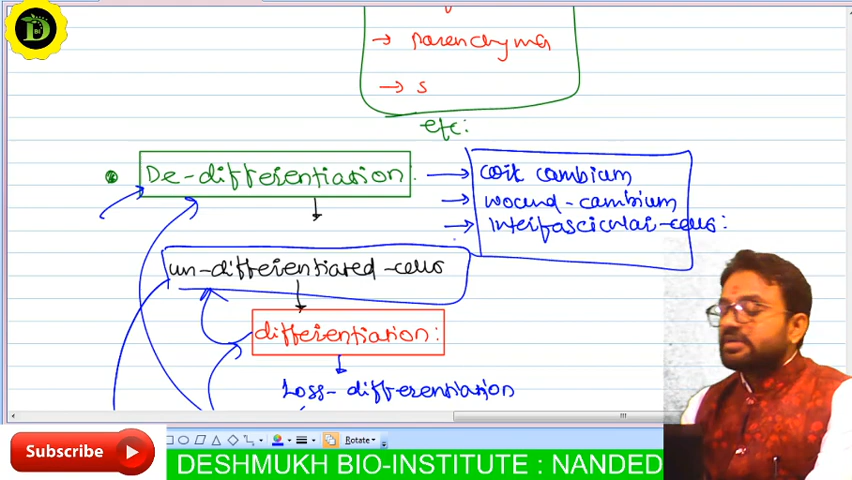 → Parenchyma
→ s
etc:
De-differentiation:
→ cork cambium
→ wound-cambium
→ Interfascicular-cells:
un-differentiated-cells
differentiation:
Loss-differentiation
Rotate
Subscribe
DESHMUKH BIO-INSTITUTE : NANDED